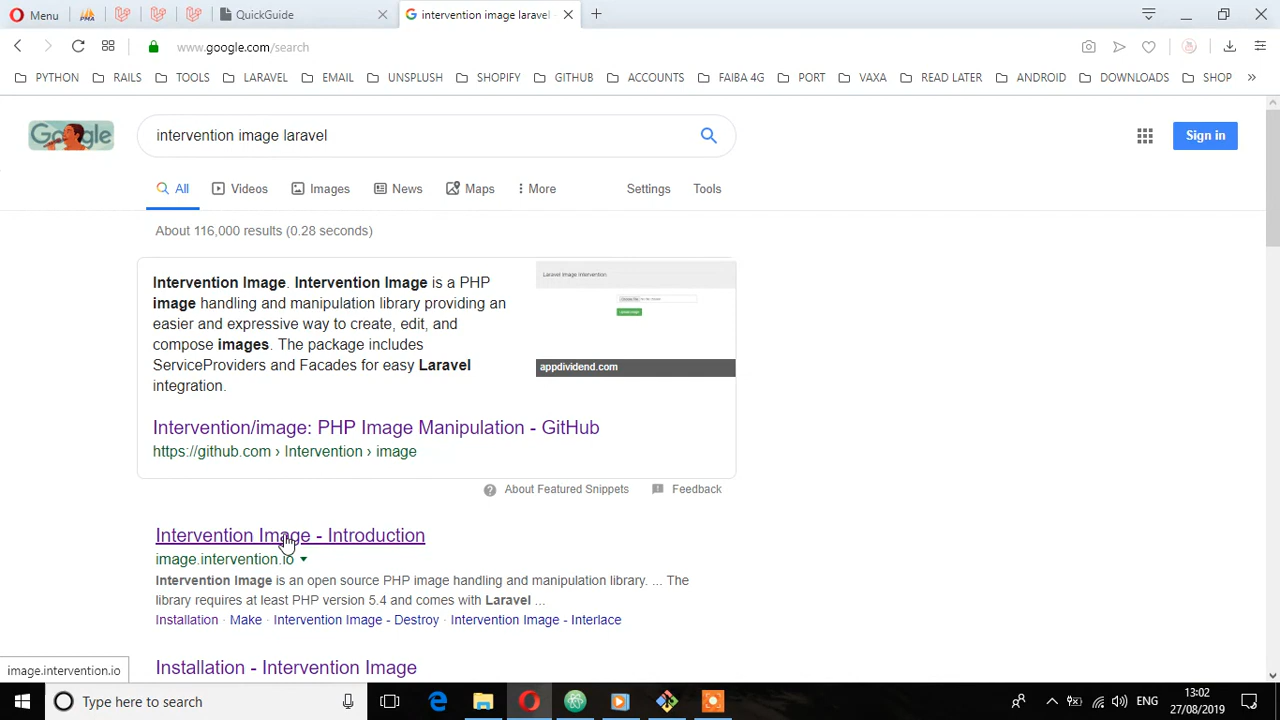 Menu
PMA
QuickGuide
intervention image laravel
www.google.com/search
PYTHON
RAILS
TOOLS
LARAVEL
EMAIL
UNSPLUSH
SHOPIFY
GITHUB
ACCOUNTS
FAIBA 4G
PORT
VAXA
READ LATER
ANDROID
DOWNLOADS
SHOP
Google
intervention image laravel
Sign in
All
Videos
Images
News
Maps
More
Settings
Tools
About 116,000 results (0.28 seconds)
Intervention Image. Intervention Image is a PHP
image handling and manipulation library providing an
easier and expressive way to create, edit, and
compose images. The package includes
ServiceProviders and Facades for easy Laravel
integration.
Laravel Image Intervention
appdividend.com
Intervention/image: PHP Image Manipulation - GitHub
https://github.com › Intervention › image
About Featured Snippets
Feedback
Intervention Image - Introduction
image.intervention.io
Intervention Image is an open source PHP image handling and manipulation library. ... The
library requires at least PHP version 5.4 and comes with Laravel ...
Installation · Make · Intervention Image - Destroy · Intervention Image - Interlace
Installation - Intervention Image
image.intervention.io
Type here to search
ENG
13:02
27/08/2019